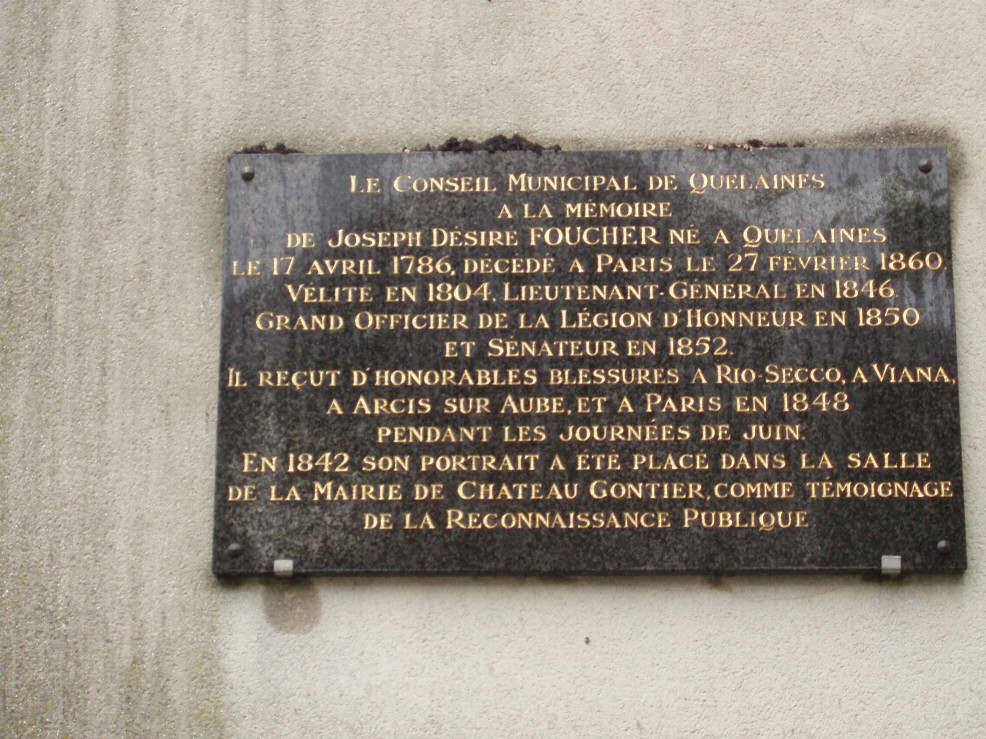 LE CONSEIL MUNICIPAL DE QUELAINES
A LA MÉMOIRE
DE JOSEPH DÉSIRÉ FOUCHER NÉ A QUELAINES
LE 17 AVRIL 1786, DÉCÉDÉ A PARIS LE 27 FÉVRIER 1860.
VÉLITE EN 1804. LIEUTENANT-GÉNÉRAL EN 1846.
GRAND OFFICIER DE LA LÉGION D'HONNEUR EN 1850
ET SÉNATEUR EN 1852.
IL REÇUT D'HONORABLES BLESSURES A RIO-SECCO, A VIANA,
A ARCIS SUR AUBE, ET A PARIS EN 1848
PENDANT LES JOURNÉES DE JUIN.
EN 1842 SON PORTRAIT A ÉTÉ PLACÉ DANS LA SALLE
DE LA MAIRIE DE CHATEAU GONTIER, COMME TÉMOIGNAGE
DE LA RECONNAISSANCE PUBLIQUE